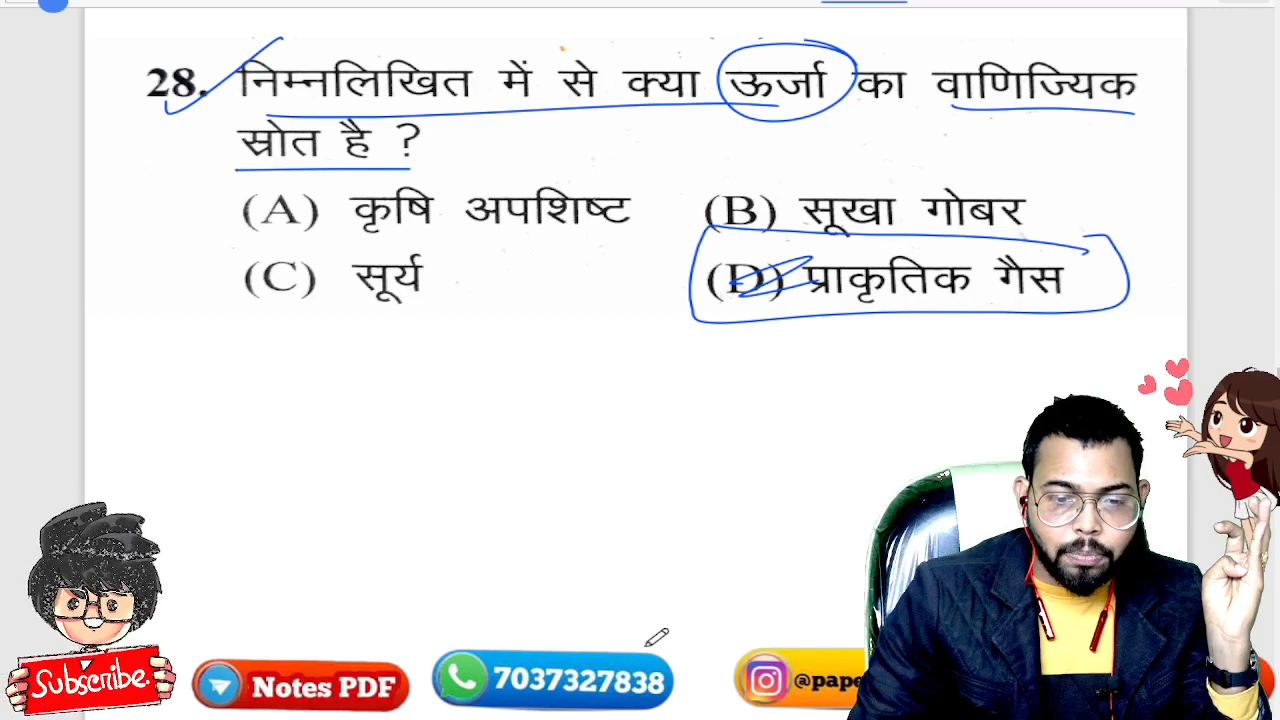 28. निम्नलिखित में से क्या ऊर्जा का वाणिज्यिक
स्रोत है ?
(A) कृषि अपशिष्ट (B) सूखा गोबर
(C) सूर्य (D) प्राकृतिक गैस
Subscribe.
Notes PDF
7037327838
@pape